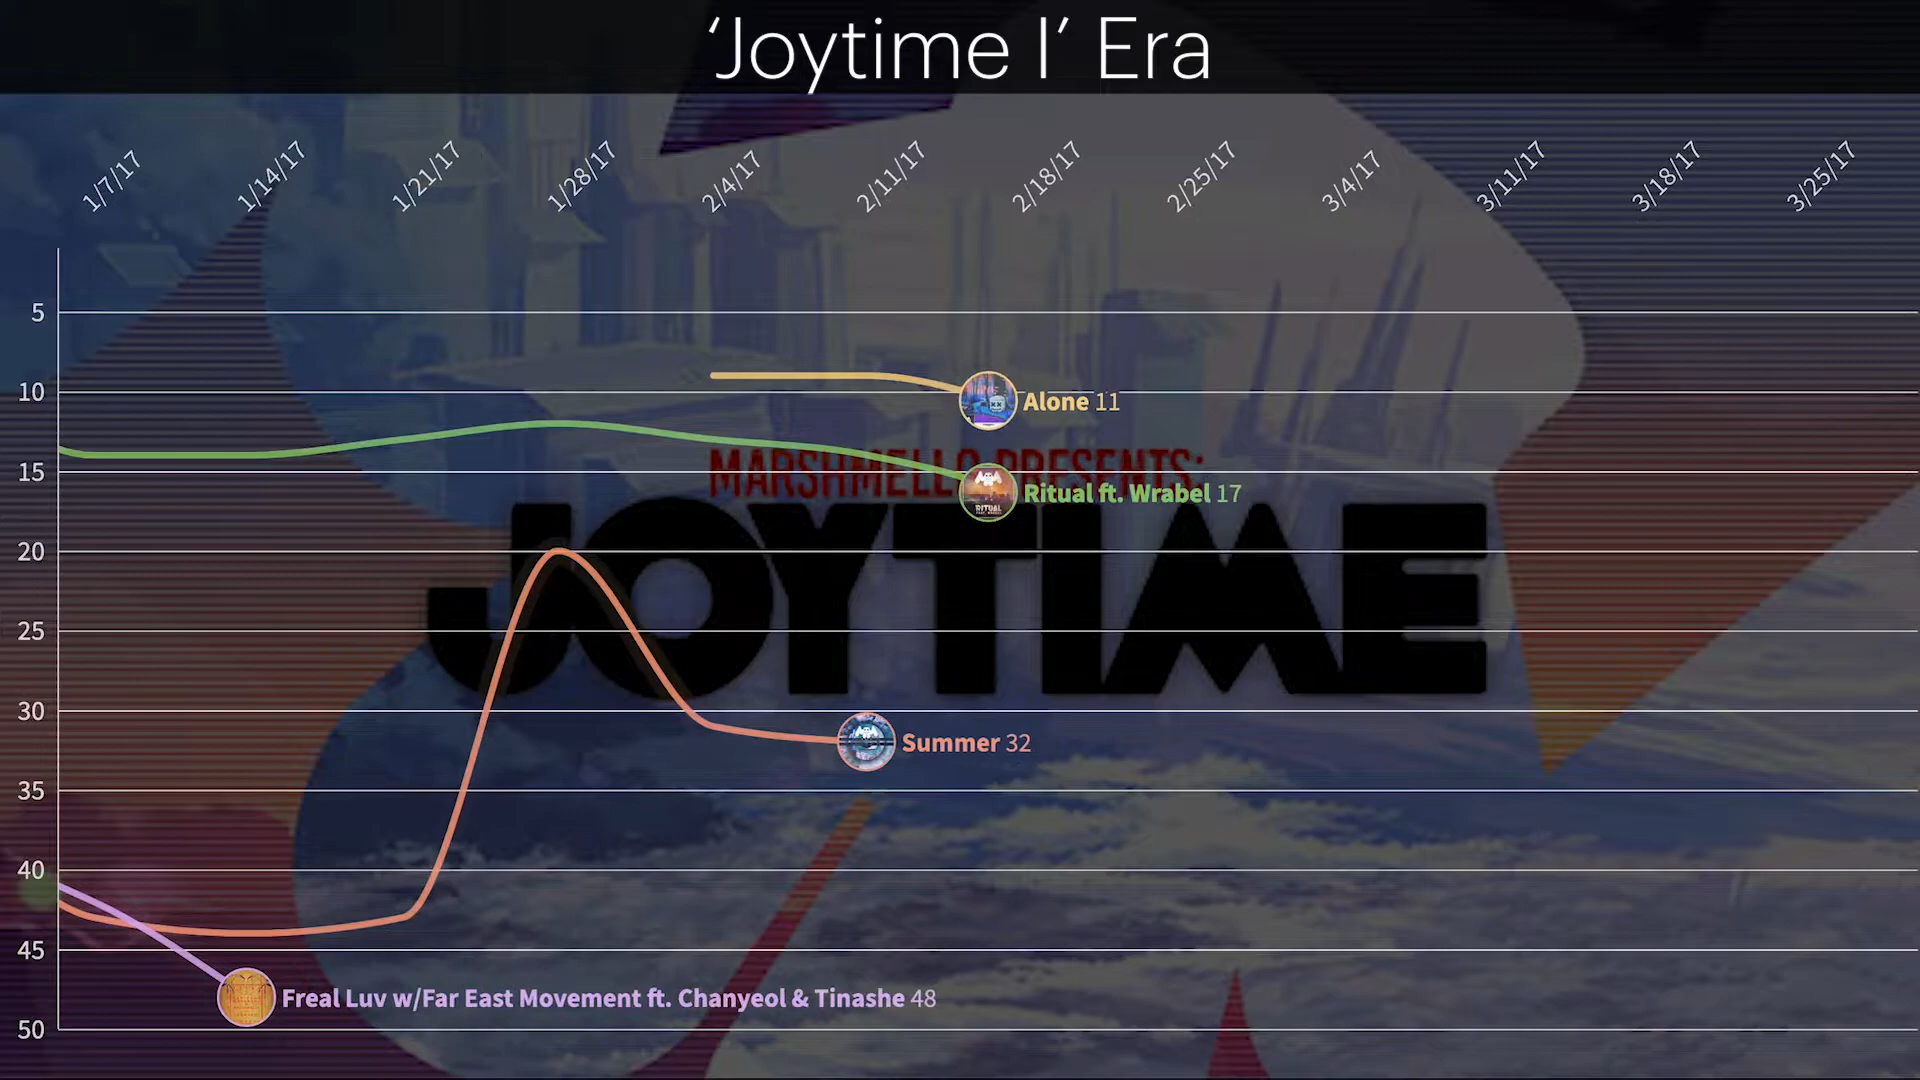 ‘Joytime I’ Era
1/7/17
1/14/17
1/21/17
1/28/17
2/4/17
2/11/17
2/18/17
2/25/17
3/4/17
3/11/17
3/18/17
3/25/17
5
10
Alone 11
MARSHMELLO PRESENTS:
15
RITUAL
Ritual ft. Wrabel 17
JOYTIME
20
25
30
Summer 32
35
40
45
Freal Luv w/Far East Movement ft. Chanyeol & Tinashe 48
50